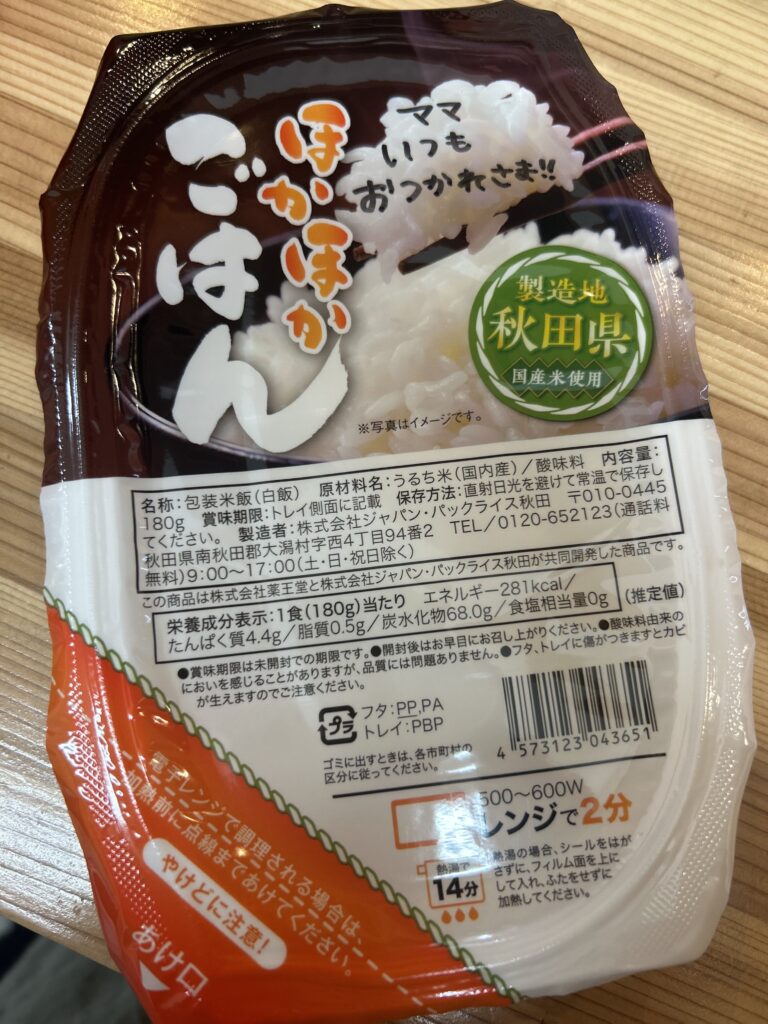 ほかほか
ごはん
ママ
いつも
おつかれさま!!
製造地
秋田県
国産米使用
※写真はイメージです。
名称:包装米飯(白飯) 原材料名:うるち米(国内産)/酸味料 内容量:
180g 賞味期限:トレイ側面に記載 保存方法:直射日光を避けて常温で保存し
てください。 製造者:株式会社ジャパン・パックライス秋田 〒010-0445
秋田県南秋田郡大潟村字西4丁目94番2 TEL/0120-652123(通話料
無料)9:00〜17:00(土・日・祝日除く)
この商品は株式会社薬王堂と株式会社ジャパン・パックライス秋田が共同開発した商品です。
栄養成分表示:1食(180g)当たり エネルギー281kcal/
たんぱく質4.4g/脂質0.5g/炭水化物68.0g/食塩相当量0g
(推定値)
●賞味期限は未開封での期限です。●開封後はお早目にお召し上がりください。●酸味料由来の
においを感じることがありますが、品質には問題ありません。●フタ、トレイに傷がつきますとカビ
が生えますのでご注意ください。
プラ
フタ:PP,PA
トレイ:PBP
ゴミに出すときは、各市町村の
区分に従ってください。
4 573123 043651
500〜600W
レンジで2分
熱湯で
14分
熱湯の場合、シールをはが
さずに、フィルム面を上に
して入れ、ふたをせずに
加熱してください。
電子レンジで調理される場合は、
加熱前に点線まであけてください。
やけどに注意!
あけ口